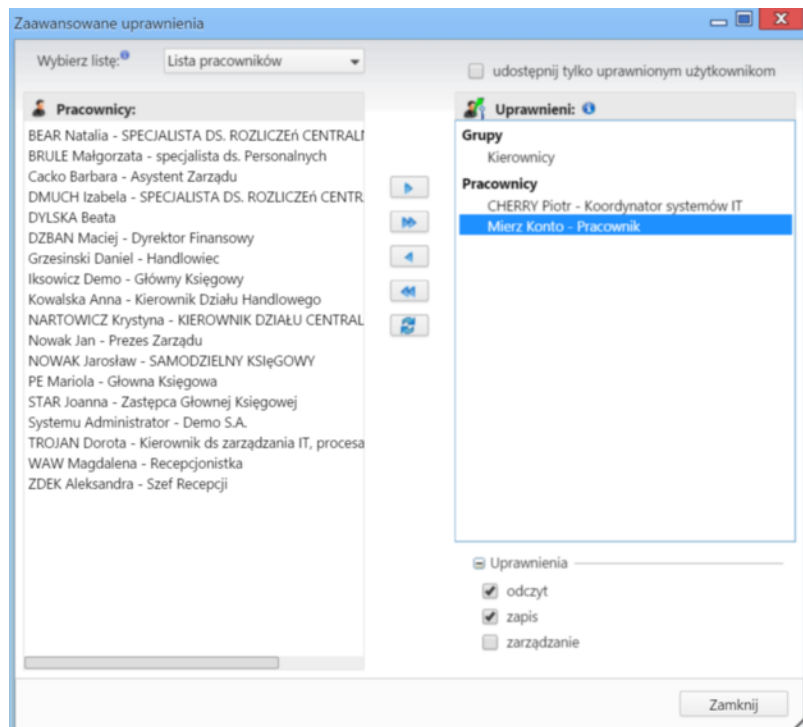 Zaawansowane uprawnienia
Wybierz listę:
Lista pracowników
udostępnij tylko uprawnionym użytkownikom
Pracownicy:
BEAR Natalia - SPECJALISTA DS. ROZLICZEń CENTRALN
BRULE Małgorzata - specjalista ds. Personalnych
Cacko Barbara - Asystent Zarządu
DMUCH Izabela - SPECJALISTA DS. ROZLICZEń CENTR
DYLSKA Beata
DZBAN Maciej - Dyrektor Finansowy
Grzesinski Daniel - Handlowiec
Iksowicz Demo - Główny Księgowy
Kowalska Anna - Kierownik Działu Handlowego
NARTOWICZ Krystyna - KIEROWNIK DZIAŁU CENTRAL
Nowak Jan - Prezes Zarządu
NOWAK Jarosław - SAMODZIELNY KSIęGOWY
PE Mariola - Głowna Księgowa
STAR Joanna - Zastępca Głownej Księgowej
Systemu Administrator - Demo S.A.
TROJAN Dorota - Kierownik ds zarządzania IT, procesa
WAW Magdalena - Recepcjonistka
ZDEK Aleksandra - Szef Recepcji
Uprawnieni:
Grupy
Kierownicy
Pracownicy
CHERRY Piotr - Koordynator systemów IT
Mierz Konto - Pracownik
Uprawnienia
odczyt
zapis
zarządzanie
Zamknij